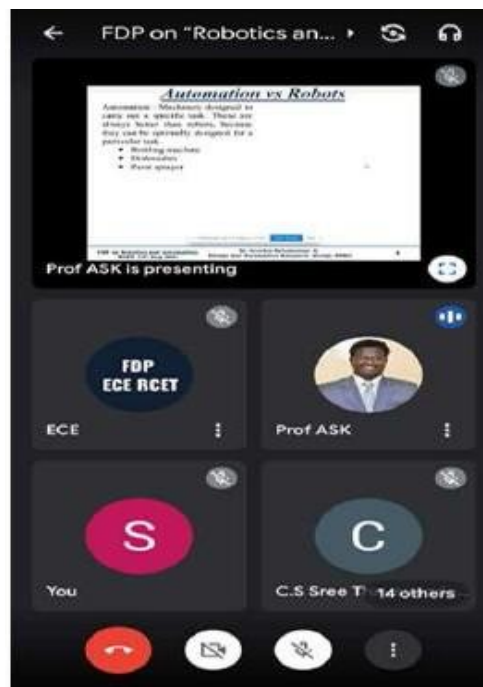 FDP on “Robotics an...
Automation vs Robots
Automation - Machinery designed to
carry out a specific task. These are
always better than robots, because
they can be optimally designed for a
particular task.
Bottling machine
Dishwasher
Paint sprayer
Prof ASK is presenting
FDP
ECE RCET
ECE
Prof ASK
S
You
C
C.S Sree T
14 others